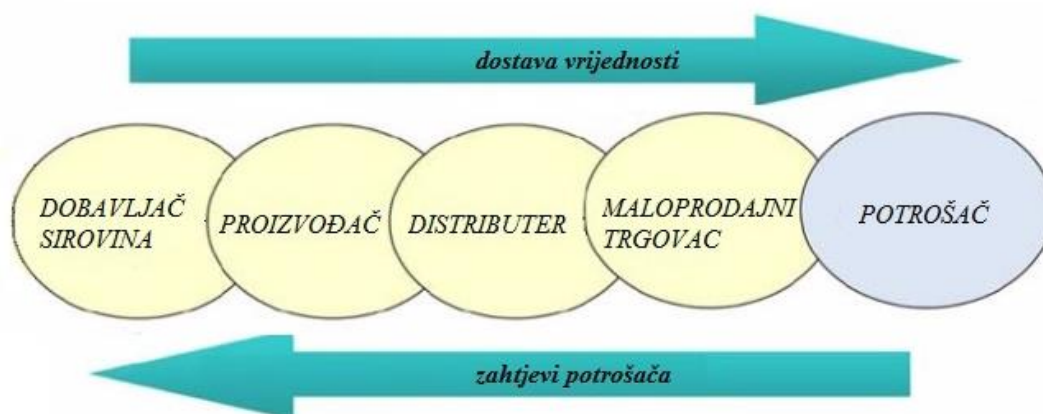 dostava vrijednosti
DOBAVLJAČ
SIROVINA
PROIZVOĐAČ
DISTRIBUTER
MALOPRODAJNI
TRGOVAC
POTROŠAČ
zahtjevi potrošača